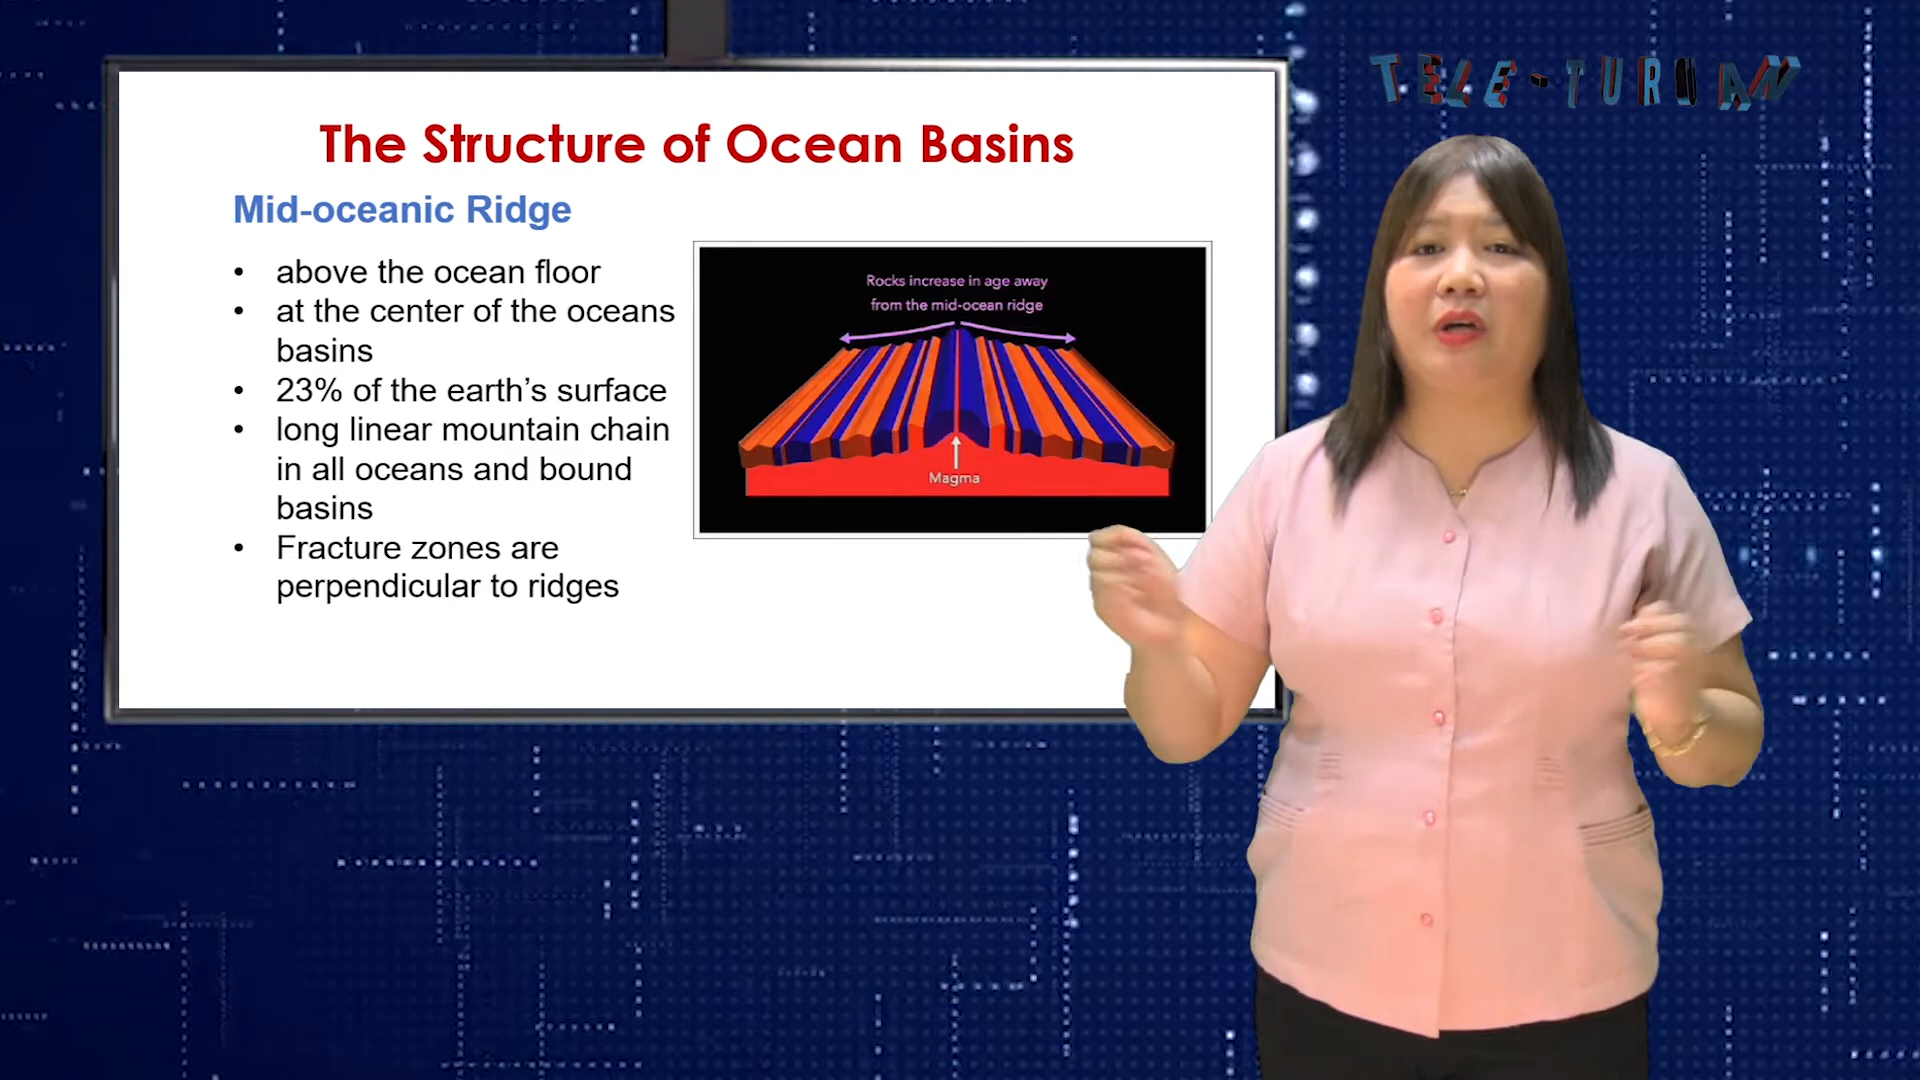 TELE-TURUAN
The Structure of Ocean Basins
Mid-oceanic Ridge
• above the ocean floor
• at the center of the oceans
basins
• 23% of the earth’s surface
• long linear mountain chain
in all oceans and bound
basins
• Fracture zones are
perpendicular to ridges
Rocks increase in age away
from the mid-ocean ridge
Magma